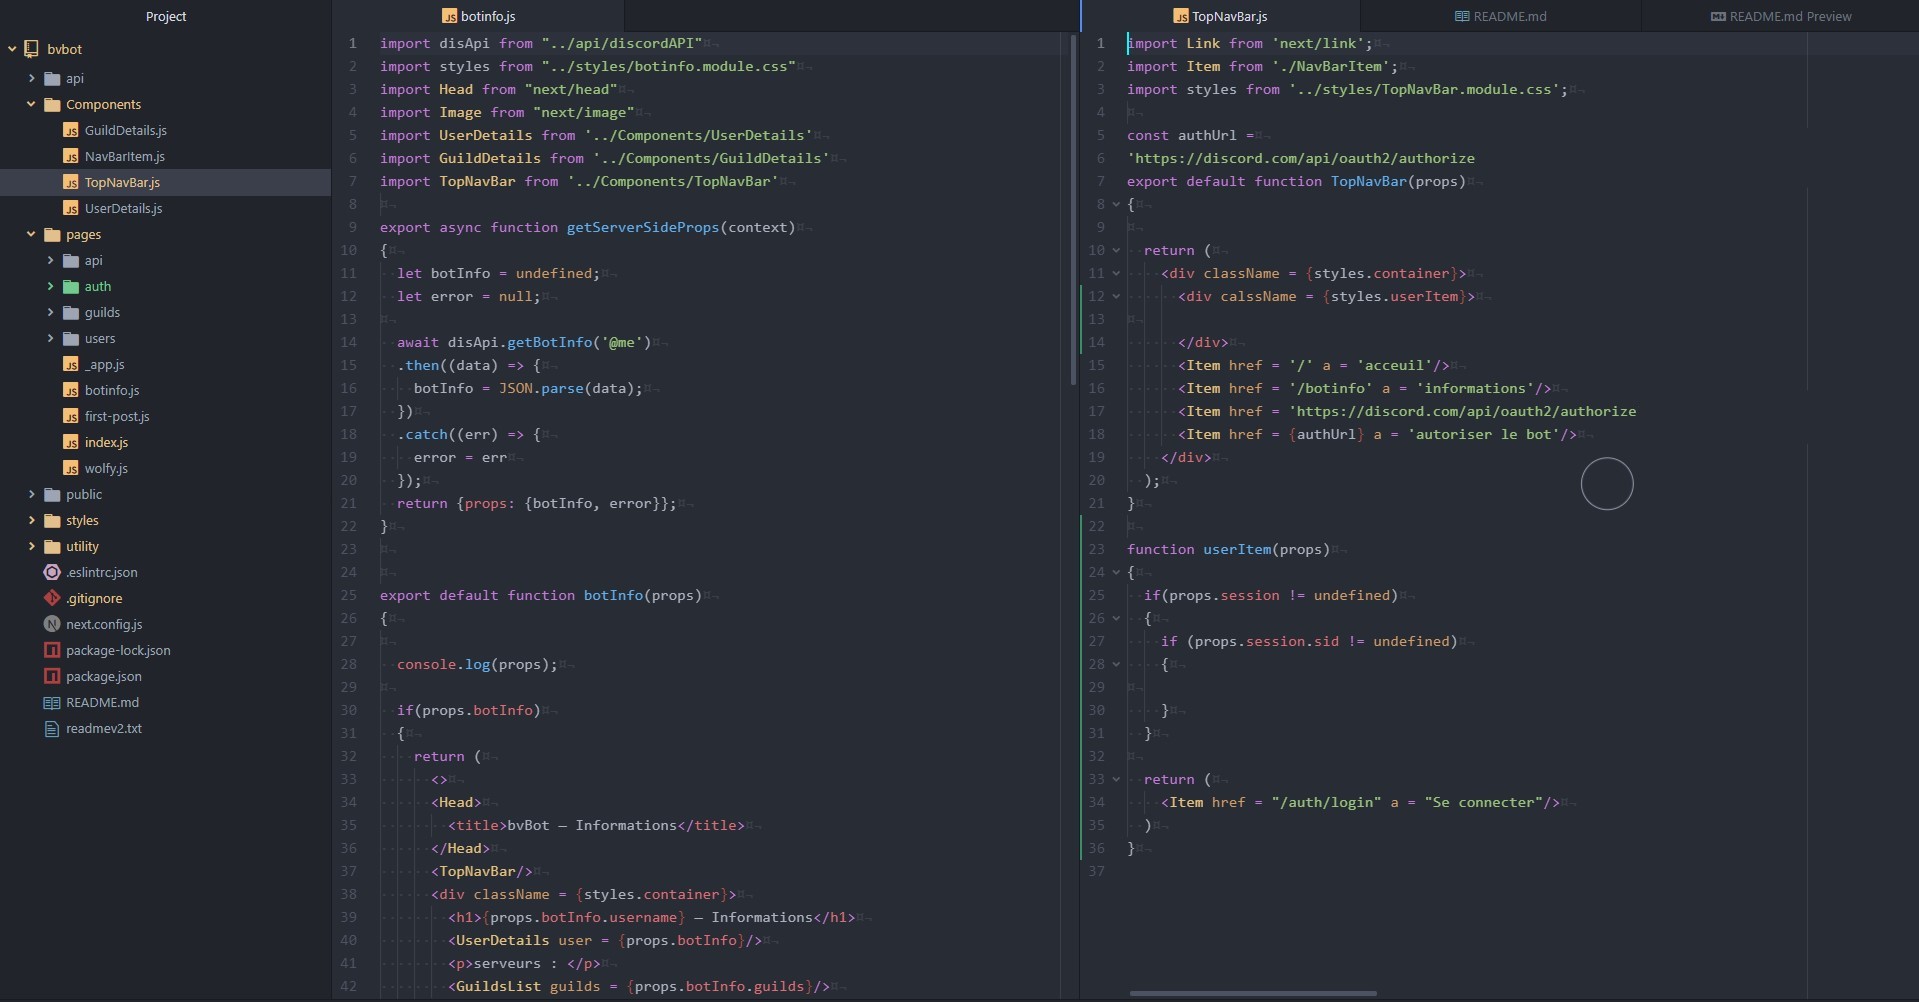 Project
bvbot
api
Components
GuildDetails.js
NavBarItem.js
TopNavBar.js
UserDetails.js
pages
api
auth
guilds
users
_app.js
botinfo.js
first-post.js
index.js
wolfy.js
public
styles
utility
.eslintrc.json
.gitignore
next.config.js
package-lock.json
package.json
README.md
readmev2.txt
botinfo.js
1 import disApi from "../api/discordAPI"
2 import styles from "../styles/botinfo.module.css"
3 import Head from "next/head"
4 import Image from "next/image"
5 import UserDetails from '../Components/UserDetails'
6 import GuildDetails from '../Components/GuildDetails'
7 import TopNavBar from '../Components/TopNavBar'
8
9 export async function getServerSideProps(context)
10 {
11 let botInfo = undefined;
12 let error = null;
13
14 await disApi.getBotInfo('@me')
15 .then((data) => {
16 botInfo = JSON.parse(data);
17 })
18 .catch((err) => {
19 error = err
20 });
21 return {props: {botInfo, error}};
22 }
23
24
25 export default function botInfo(props)
26 {
27
28 console.log(props);
29
30 if(props.botInfo)
31 {
32 return (
33 <>
34 <Head>
35 <title>bvBot – Informations</title>
36 </Head>
37 <TopNavBar/>
38 <div className = {styles.container}>
39 <h1>{props.botInfo.username} – Informations</h1>
40 <UserDetails user = {props.botInfo}/>
41 <p>serveurs : </p>
42 <GuildsList guilds = {props.botInfo.guilds}/>
TopNavBar.js
README.md
README.md Preview
1 import Link from 'next/link';
2 import Item from './NavBarItem';
3 import styles from '../styles/TopNavBar.module.css';
4
5 const authUrl =
6 'https://discord.com/api/oauth2/authorize
7 export default function TopNavBar(props)
8 {
9
10 return (
11 <div className = {styles.container}>
12 <div calssName = {styles.userItem}>
13
14 </div>
15 <Item href = '/' a = 'acceuil'/>
16 <Item href = '/botinfo' a = 'informations'/>
17 <Item href = 'https://discord.com/api/oauth2/authorize
18 <Item href = {authUrl} a = 'autoriser le bot'/>
19 </div>
20 );
21 }
22
23 function userItem(props)
24 {
25 if(props.session != undefined)
26 {
27 if (props.session.sid != undefined)
28 {
29
30 }
31 }
32
33 return (
34 <Item href = "/auth/login" a = "Se connecter"/>
35 )
36 }
37